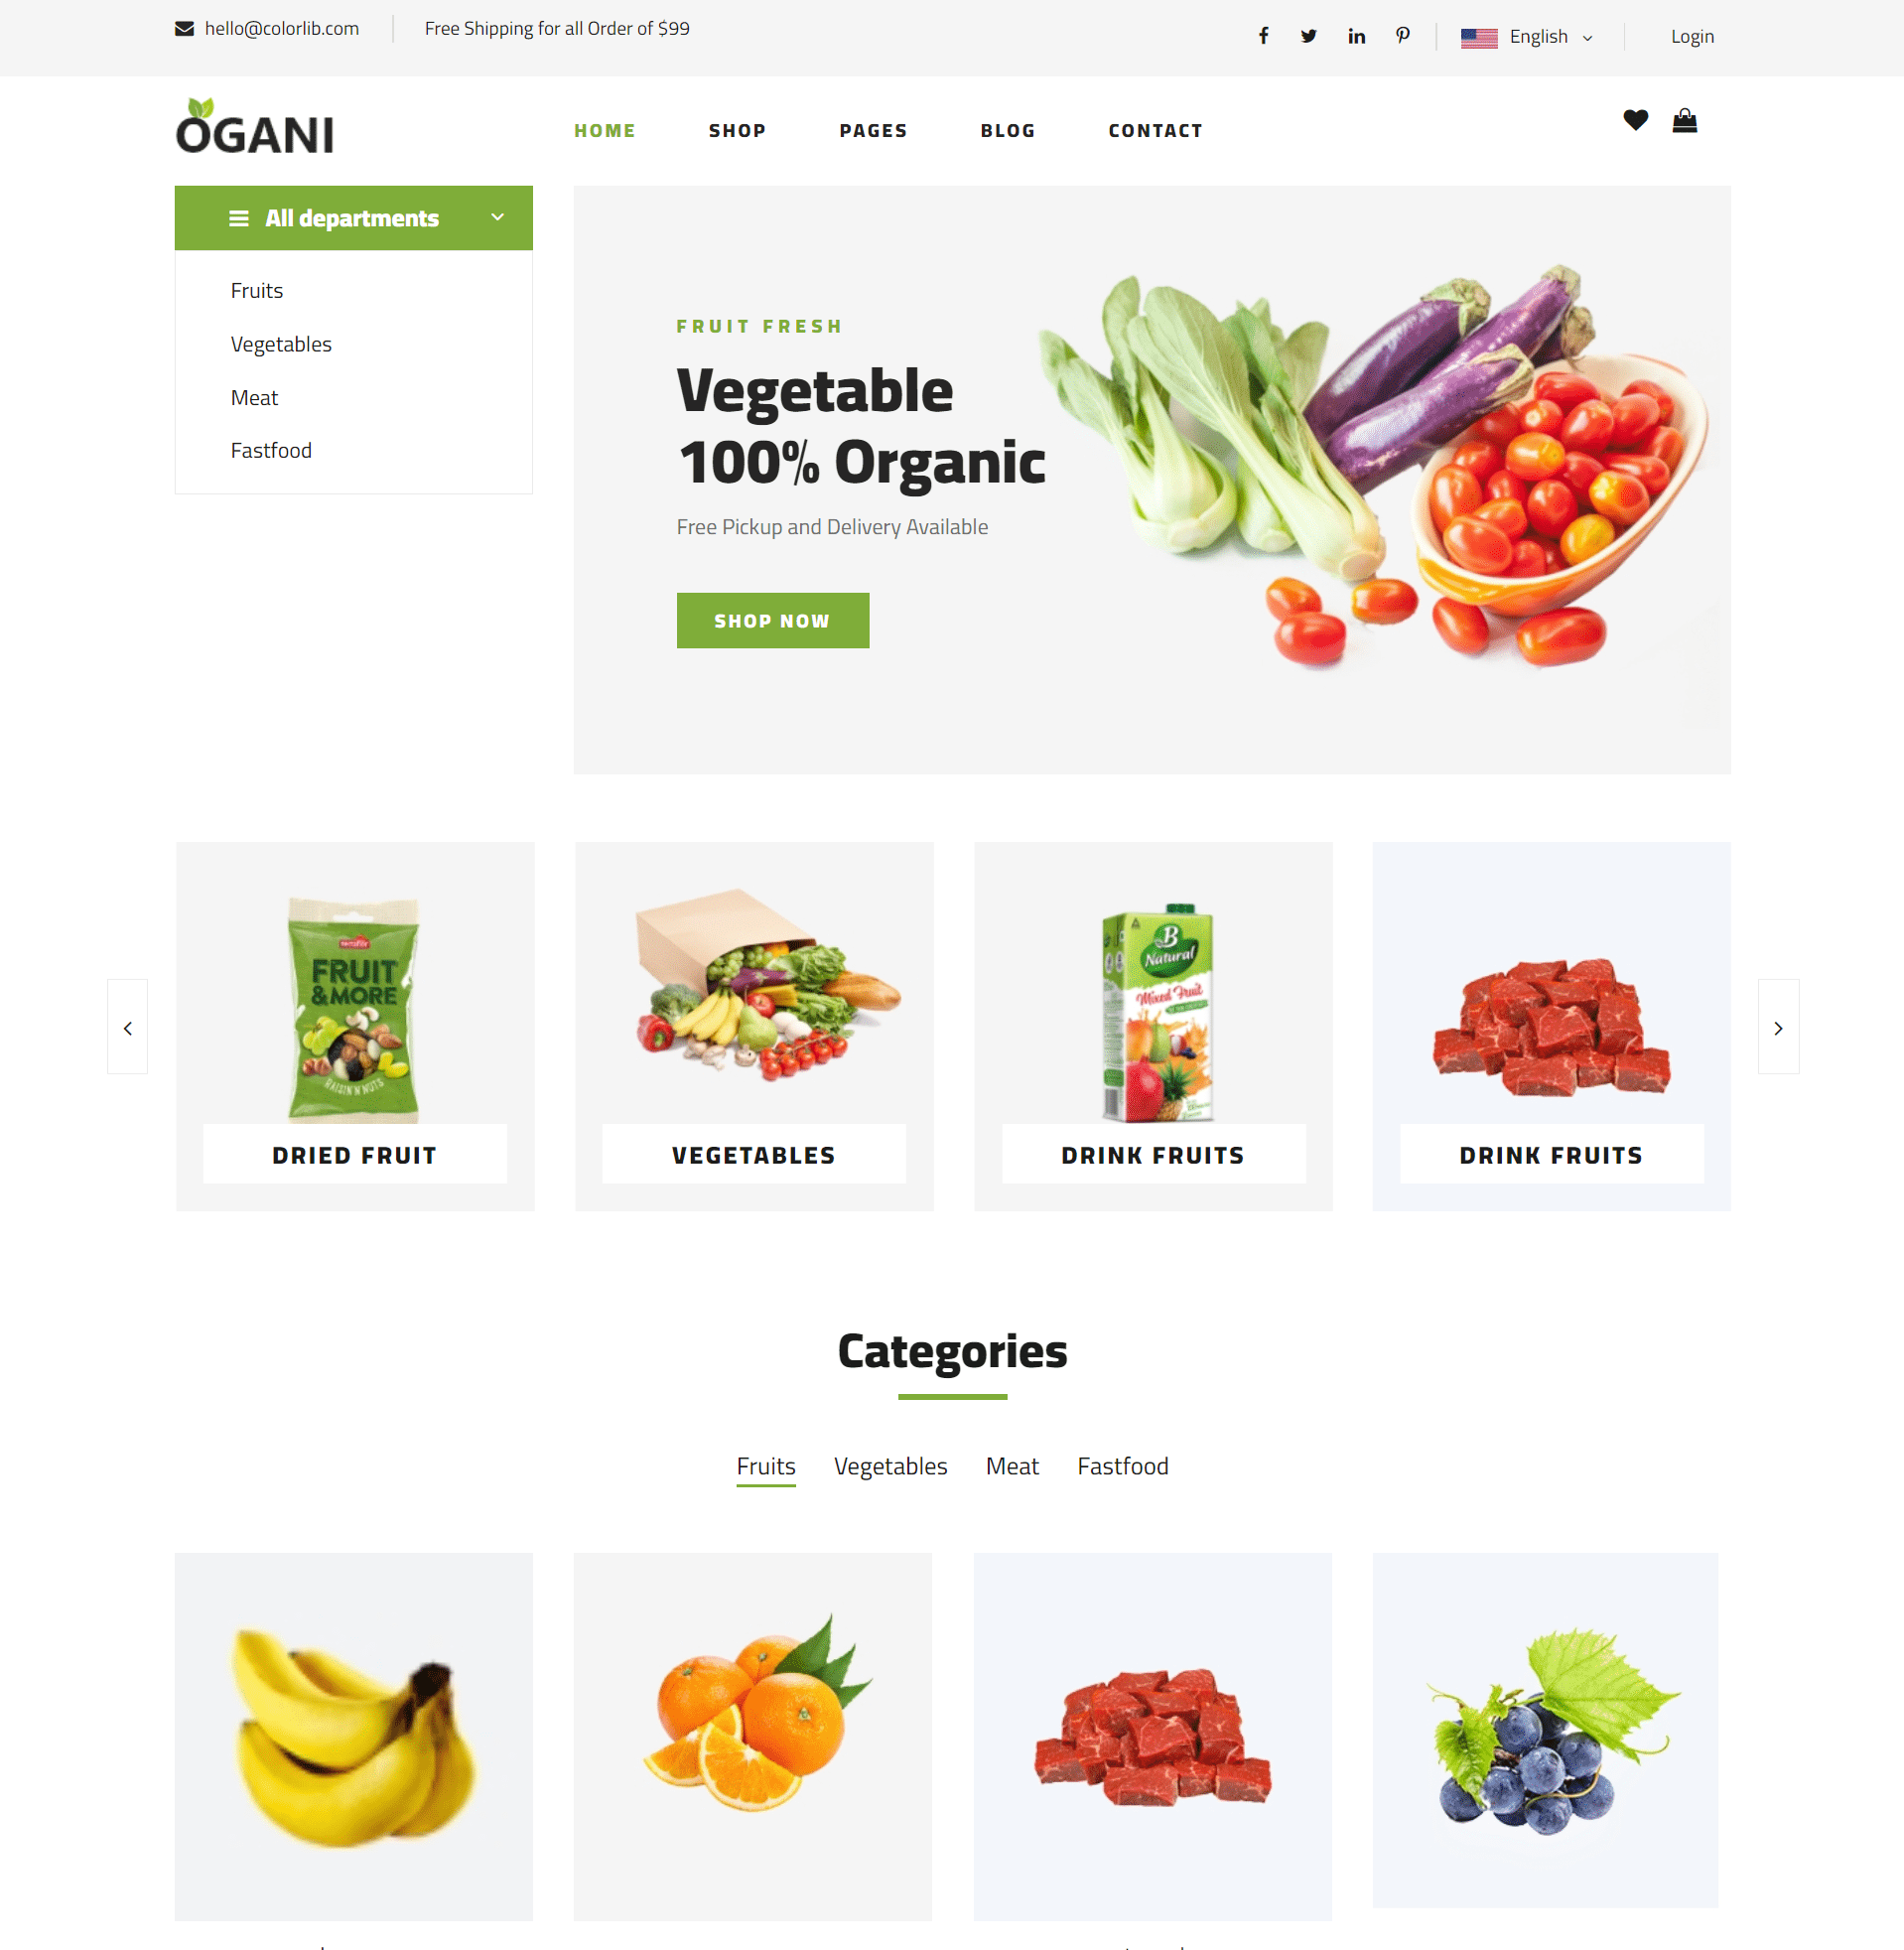 hello@colorlib.com
Free Shipping for all Order of $99
English
Login
OGANI
HOME SHOP PAGES BLOG CONTACT
All departments
Fruits
Vegetables
Meat
Fastfood
FRUIT FRESH
Vegetable
100% Organic
Free Pickup and Delivery Available
SHOP NOW
FRUIT
&MORE
RAISIN'N NUTS
DRIED FRUIT
VEGETABLES
B
Natural
Mixed Fruit
DRINK FRUITS
DRINK FRUITS
Categories
Fruits Vegetables Meat Fastfood